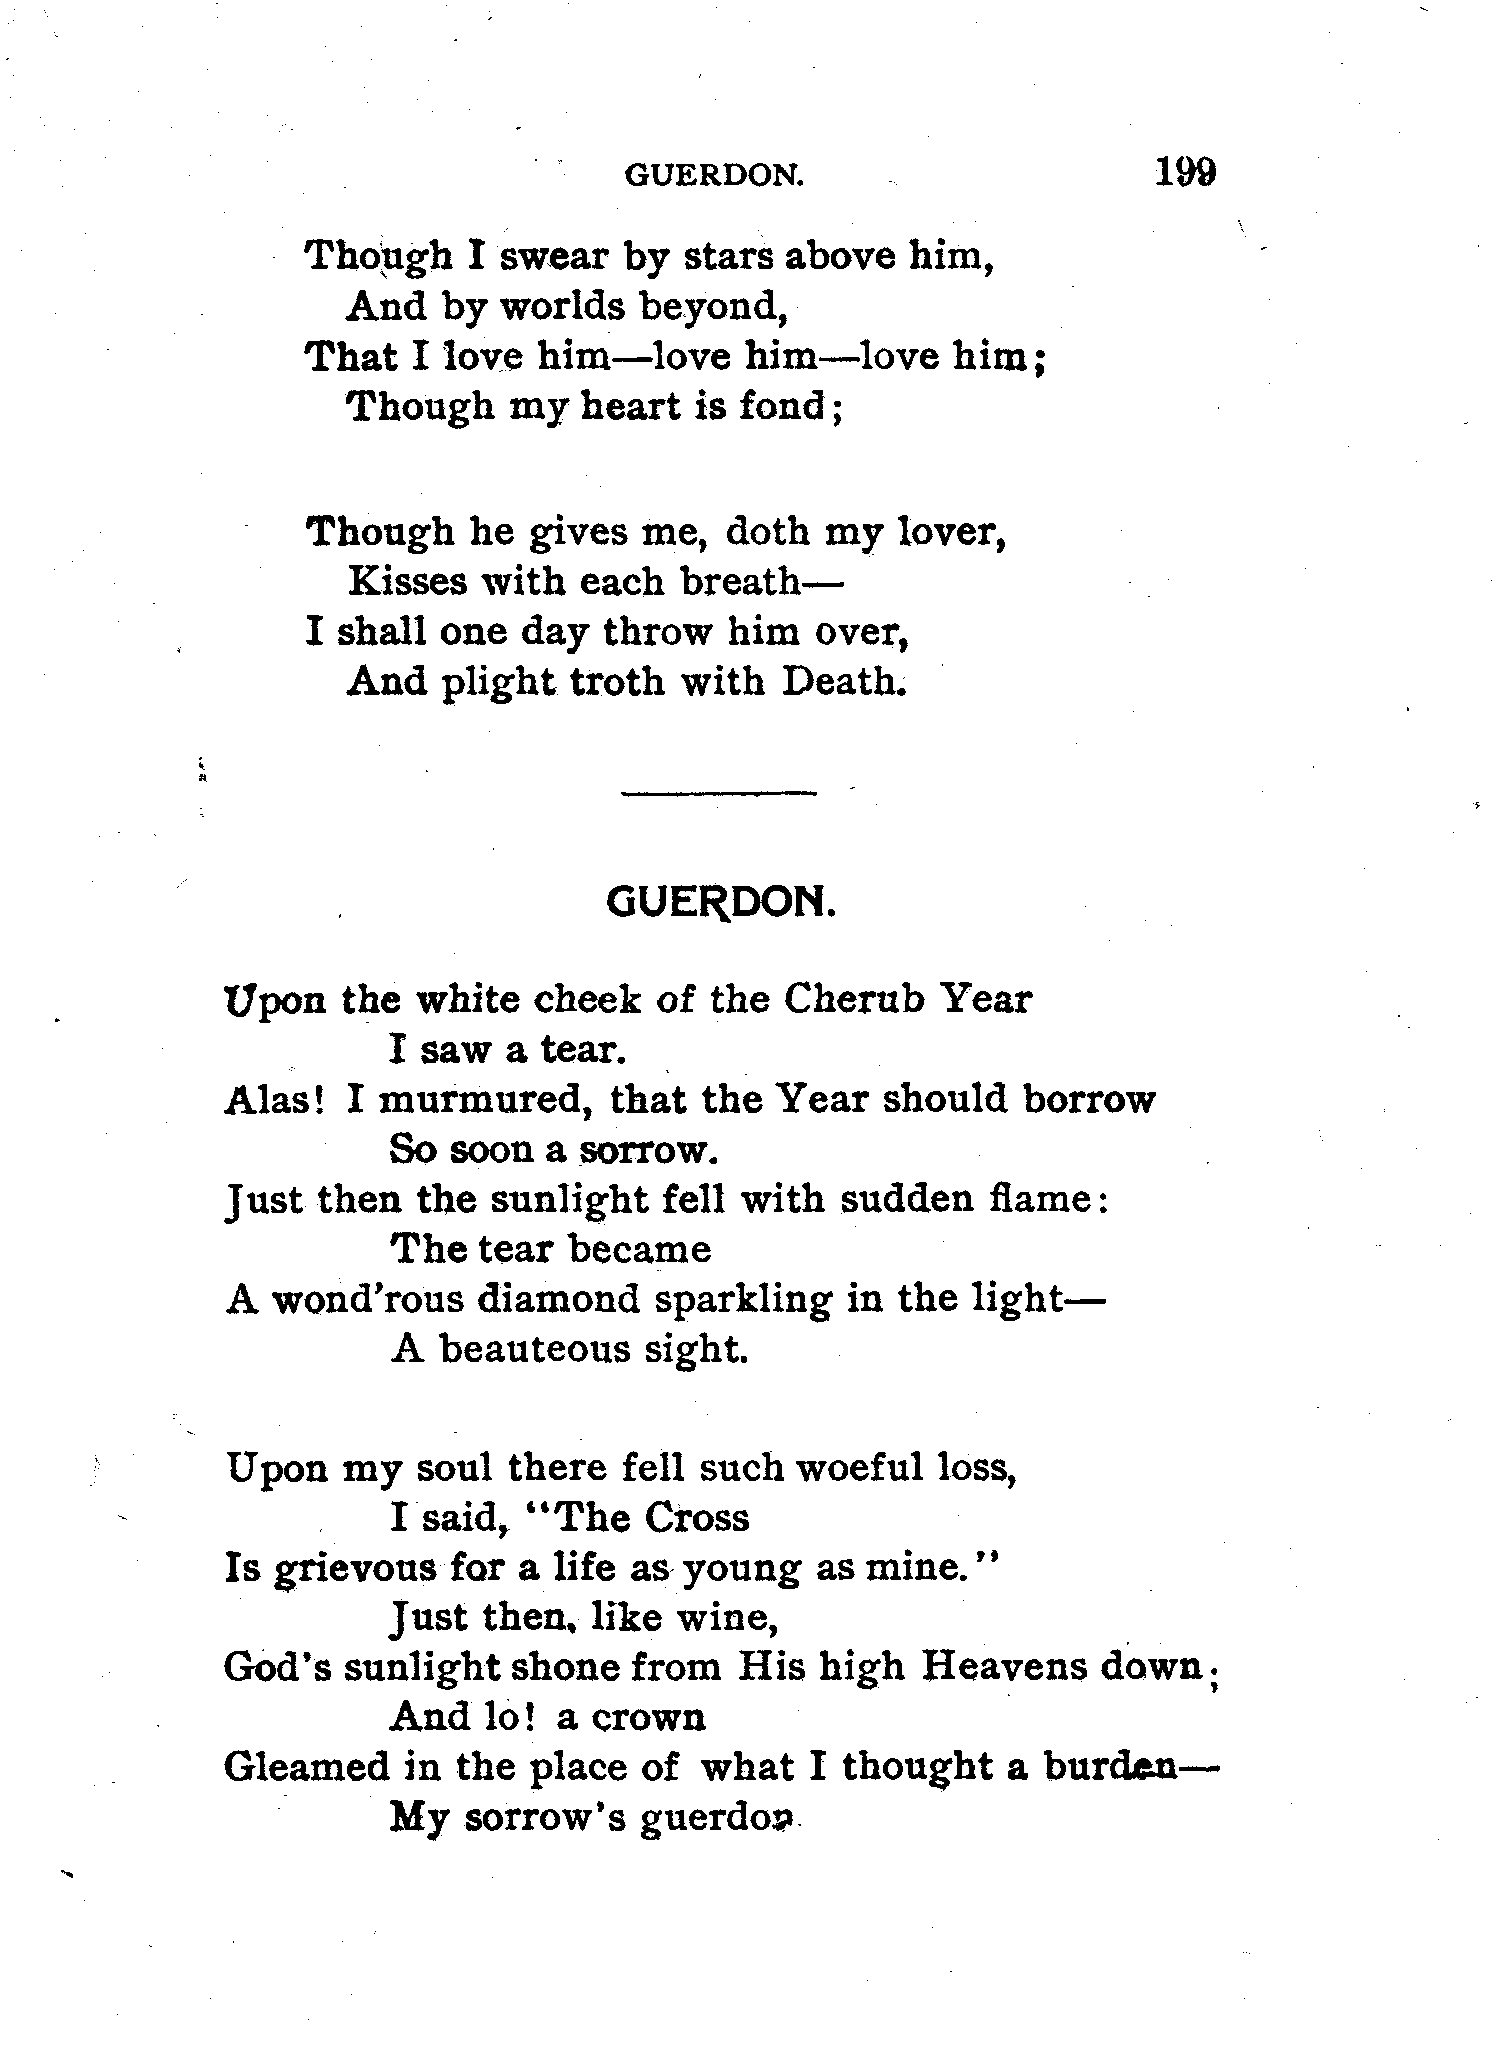 GUERDON. 199
Though I swear by stars above him,
And by worlds beyond,
That I love him—love him—love him;
Though my heart is fond;
Though he gives me, doth my lover,
Kisses with each breath—
I shall one day throw him over,
And plight troth with Death.
GUERDON.
Upon the white cheek of the Cherub Year
I saw a tear.
Alas! I murmured, that the Year should borrow
So soon a sorrow.
Just then the sunlight fell with sudden flame:
The tear became
A wond'rous diamond sparkling in the light—
A beauteous sight.
Upon my soul there fell such woeful loss,
I said, "The Cross
Is grievous for a life as young as mine."
Just then, like wine,
God's sunlight shone from His high Heavens down;
And lo! a crown
Gleamed in the place of what I thought a burden—
My sorrow's guerdon.